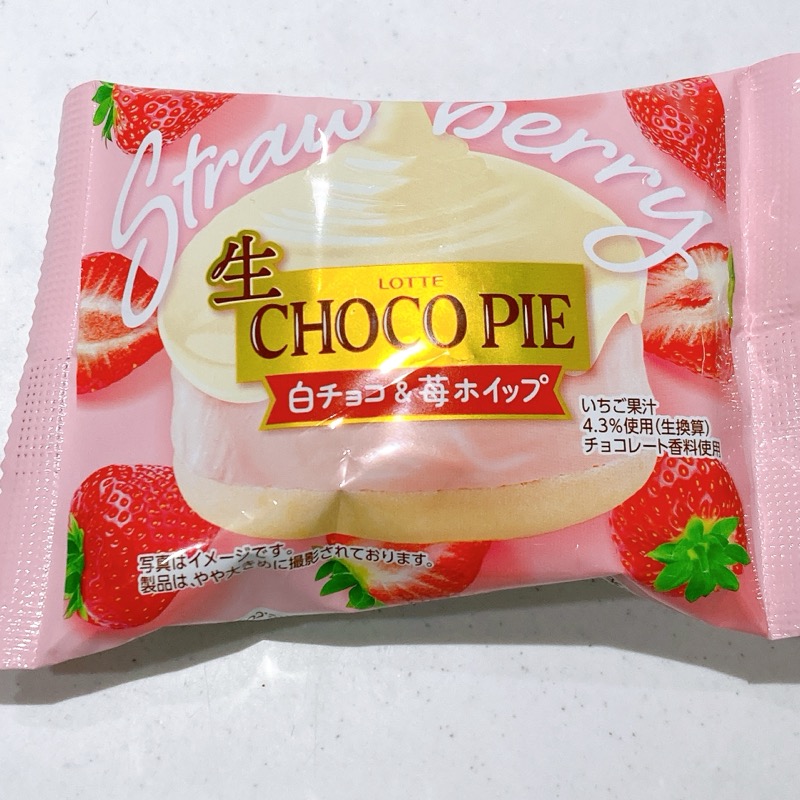 Strawberry
生
LOTTE
CHOCO PIE
白チョコ&苺ホイップ
いちご果汁
4.3%使用(生換算)
チョコレート香料使用
写真はイメージです。
製品は、やや大きめに撮影されております。